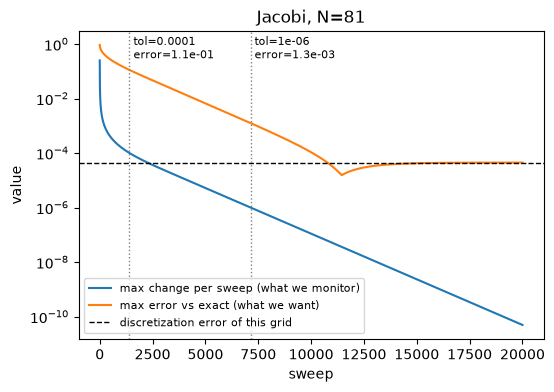 Jacobi, N=81
tol=0.0001
error=1.1e-01
tol=1e-06
error=1.3e-03
10⁰
10⁻²
10⁻⁴
10⁻⁶
10⁻⁸
10⁻¹⁰
value
max change per sweep (what we monitor)
max error vs exact (what we want)
discretization error of this grid
0 2500 5000 7500 10000 12500 15000 17500 20000
sweep